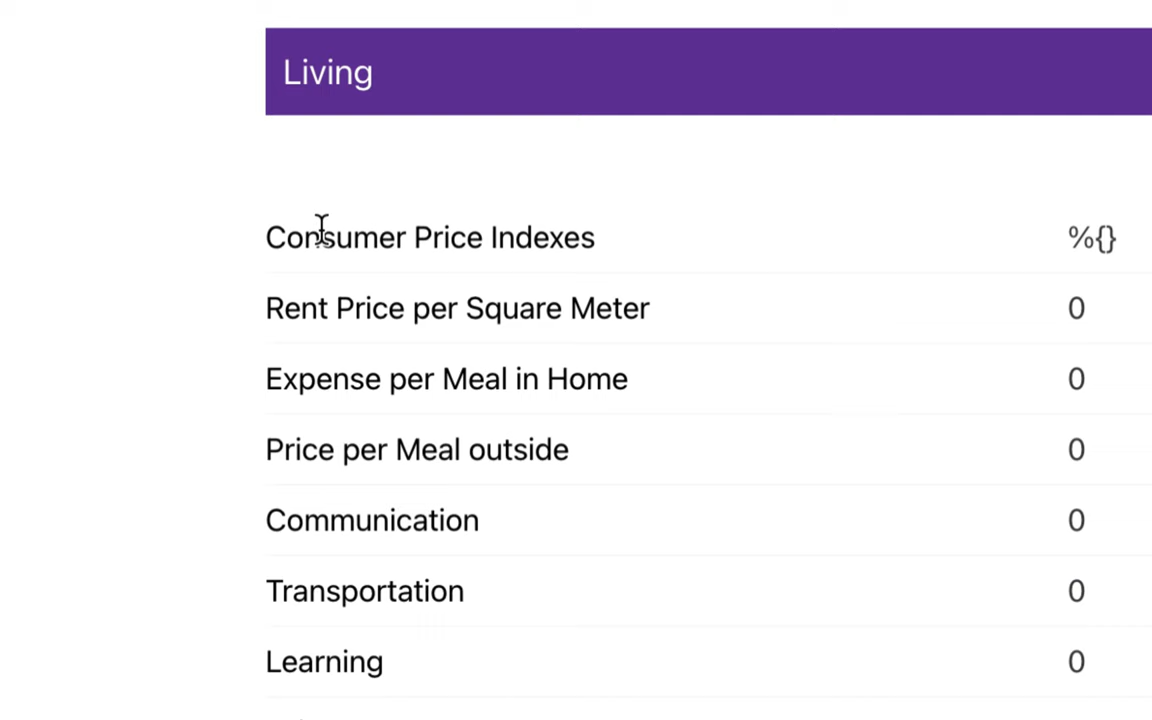 Living
Consumer Price Indexes %{}
Rent Price per Square Meter 0
Expense per Meal in Home 0
Price per Meal outside 0
Communication 0
Transportation 0
Learning 0